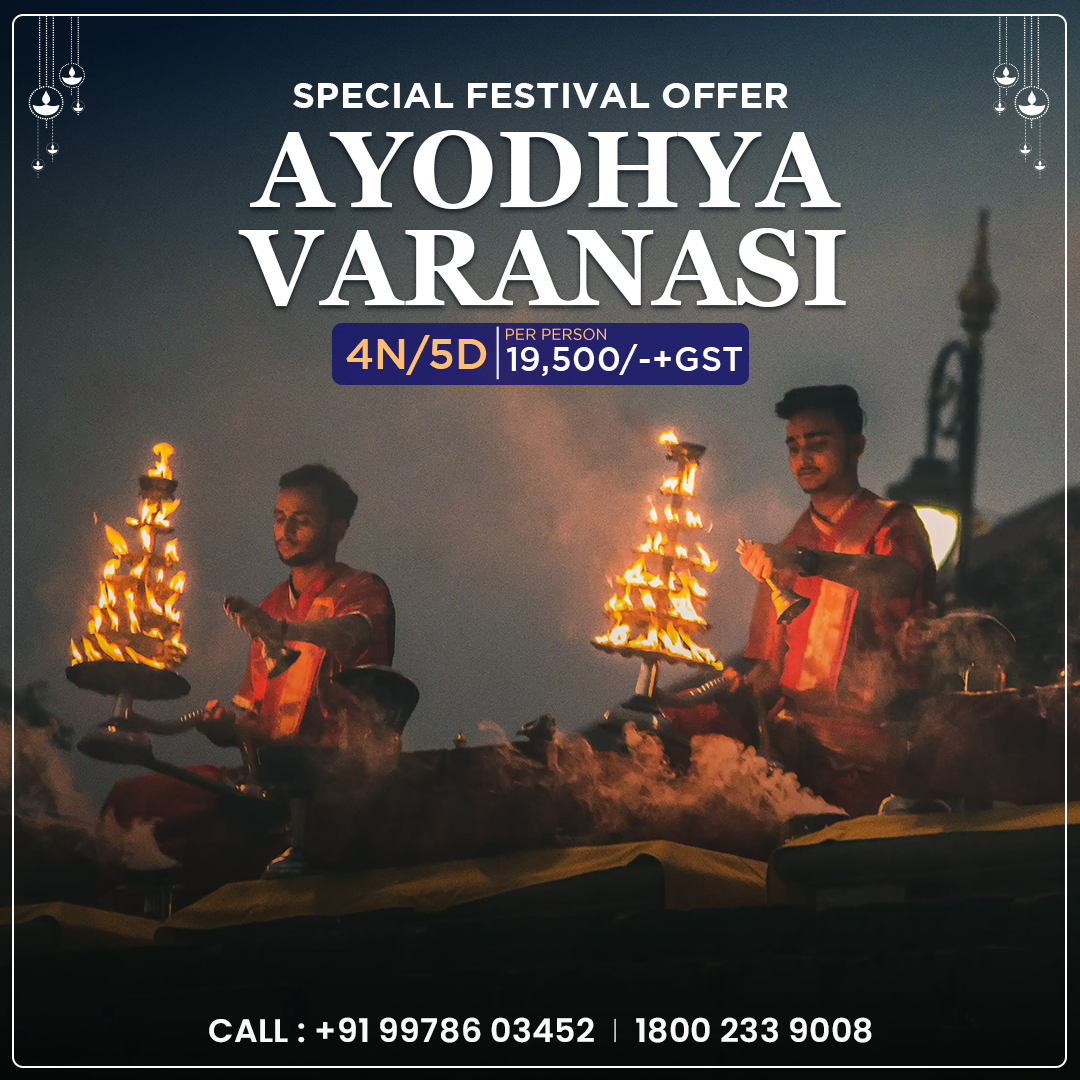 SPECIAL FESTIVAL OFFER
AYODHYA
VARANASI
4N/5D
PER PERSON
19,500/-+GST
CALL : +91 99786 03452 | 1800 233 9008